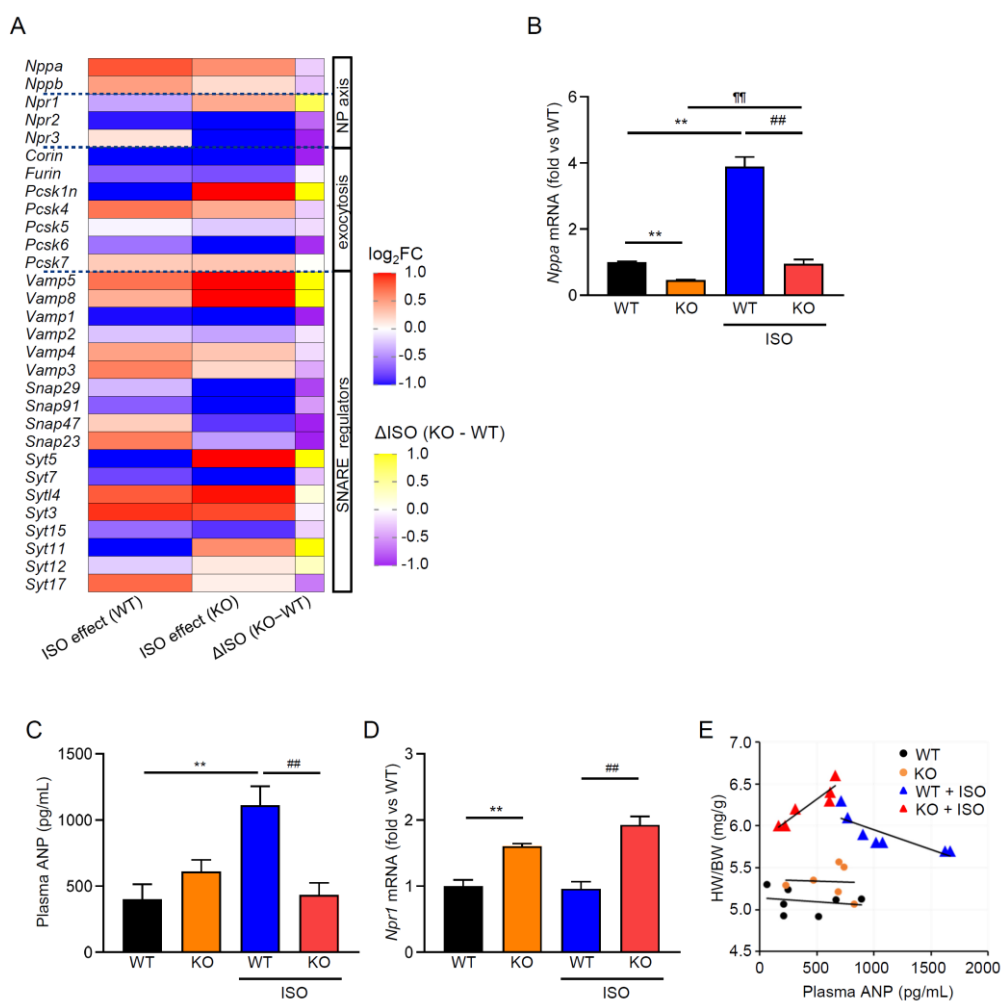 A
Nppa
Nppb
Npr1
Npr2
Npr3
Corin
Furin
Pcsk1n
Pcsk4
Pcsk5
Pcsk6
Pcsk7
Vamp5
Vamp8
Vamp1
Vamp2
Vamp4
Vamp3
Snap29
Snap91
Snap47
Snap23
Syt5
Syt7
Sytl4
Syt3
Syt15
Syt11
Syt12
Syt17
ISO effect (WT)
ISO effect (KO)
ΔISO (KO−WT)
NP axis
exocytosis
SNARE regulators
log2FC
1.0
0.5
0.0
-0.5
-1.0
ΔISO (KO - WT)
1.0
0.5
0.0
-0.5
-1.0
B
Nppa mRNA (fold vs WT)
6
4
2
0
**
**
¶¶
##
WT KO WT KO
ISO
C
Plasma ANP (pg/mL)
1500
1000
500
0
**
##
WT KO WT KO
ISO
D
Npr1 mRNA (fold vs WT)
3
2
1
0
**
##
WT KO WT KO
ISO
E
HW/BW (mg/g)
7.0
6.5
6.0
5.5
5.0
4.5
WT
KO
WT + ISO
KO + ISO
0 500 1000 1500 2000
Plasma ANP (pg/mL)